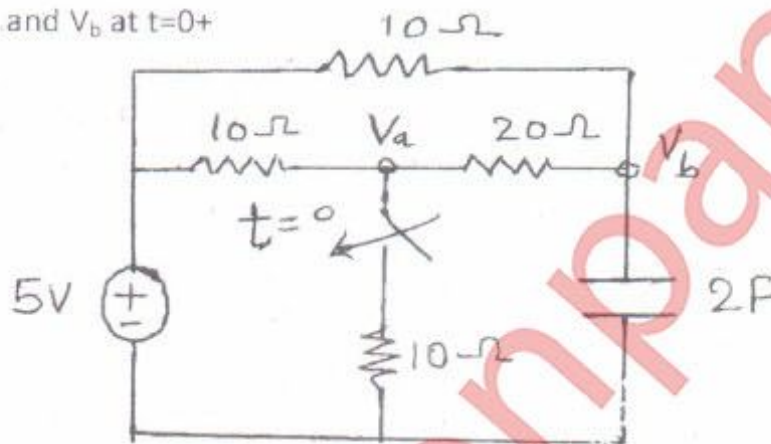 and V_b at t=0+
10Ω
10Ω V_a 20Ω V_b
t=0
5V + - 2F
10Ω